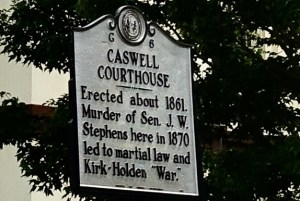 G 6
CASWELL
COURTHOUSE
Erected about 1861.
Murder of Sen. J. W.
Stephens here in 1870
led to martial law and
Kirk-Holden "War."